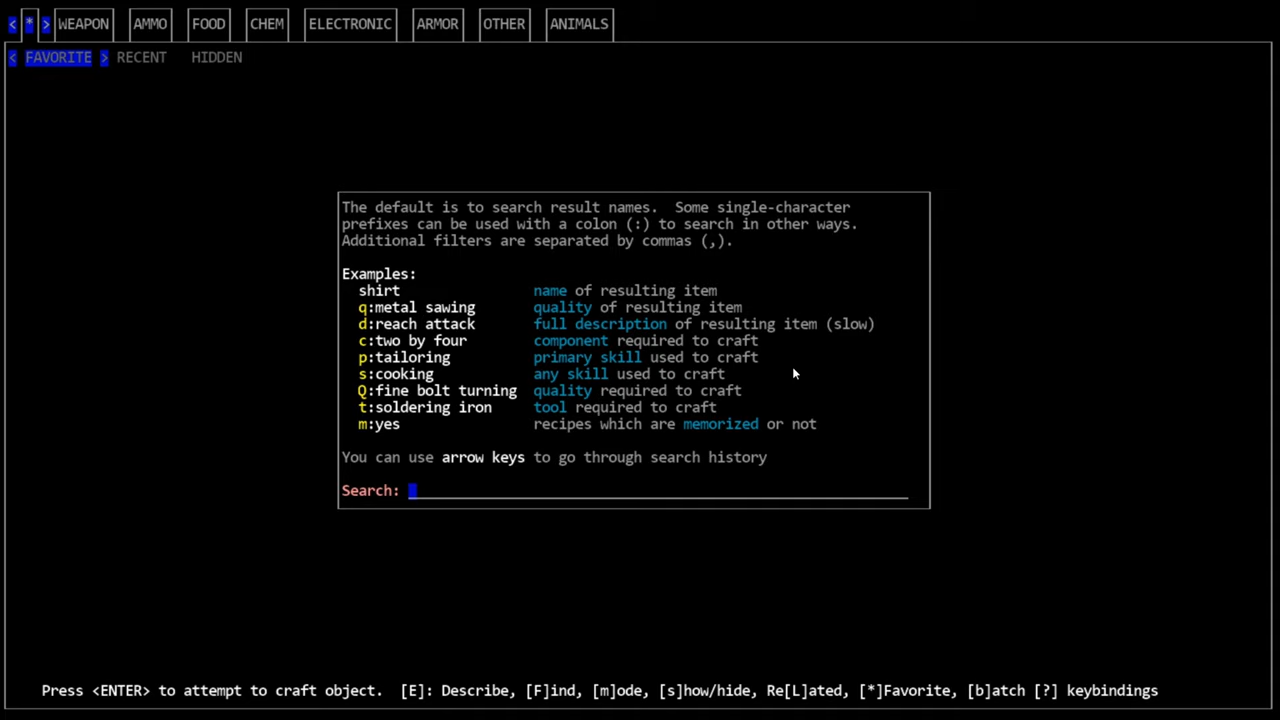 < * > WEAPON AMMO FOOD CHEM ELECTRONIC ARMOR OTHER ANIMALS
< FAVORITE > RECENT HIDDEN
The default is to search result names. Some single-character
prefixes can be used with a colon (:) to search in other ways.
Additional filters are separated by commas (,).
Examples:
shirt name of resulting item
q:metal sawing quality of resulting item
d:reach attack full description of resulting item (slow)
c:two by four component required to craft
p:tailoring primary skill used to craft
s:cooking any skill used to craft
Q:fine bolt turning quality required to craft
t:soldering iron tool required to craft
m:yes recipes which are memorized or not
You can use arrow keys to go through search history
Search:
Press <ENTER> to attempt to craft object. [E]: Describe, [F]ind, [m]ode, [s]how/hide, Re[L]ated, [*]Favorite, [b]atch [?] keybindings